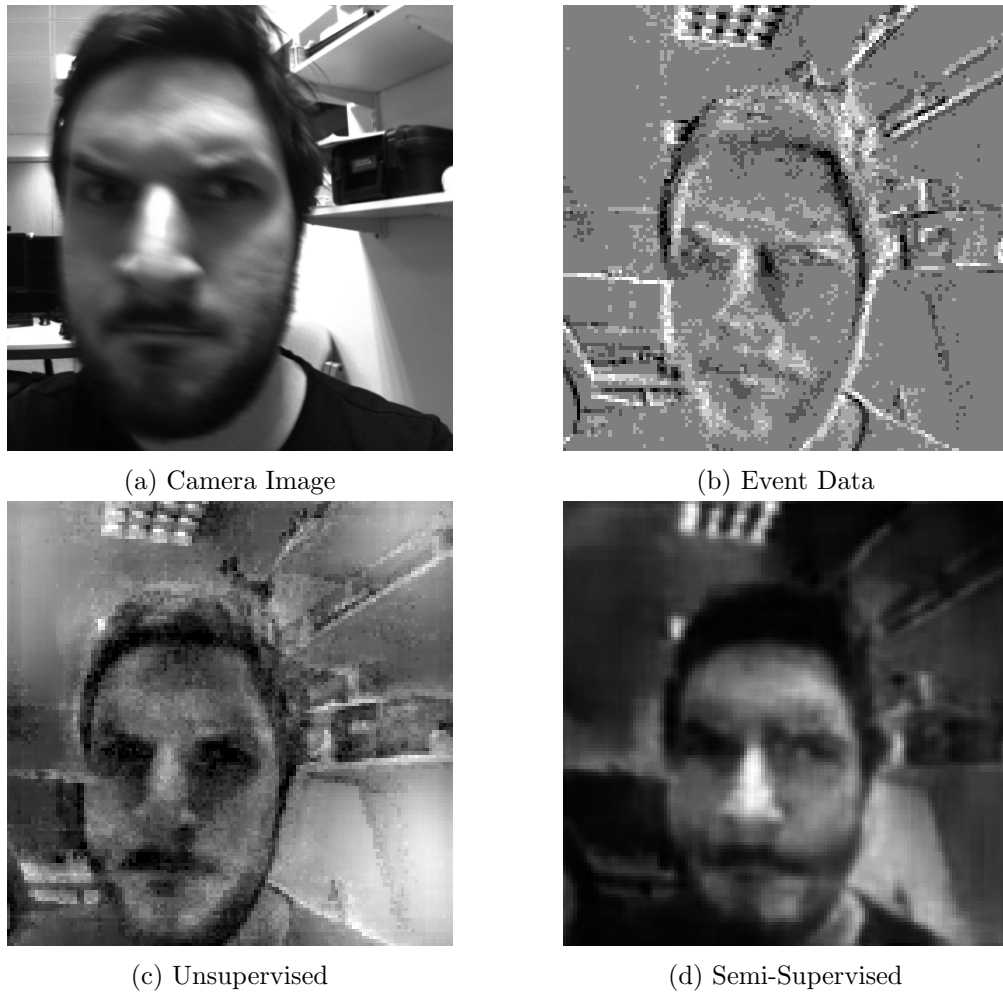 (a) Camera Image
(b) Event Data
(c) Unsupervised
(d) Semi-Supervised